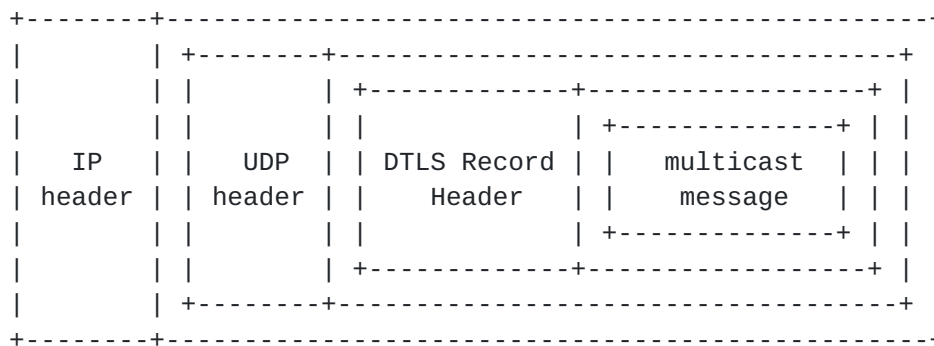 IP UDP DTLS Record multicast
header header Header message